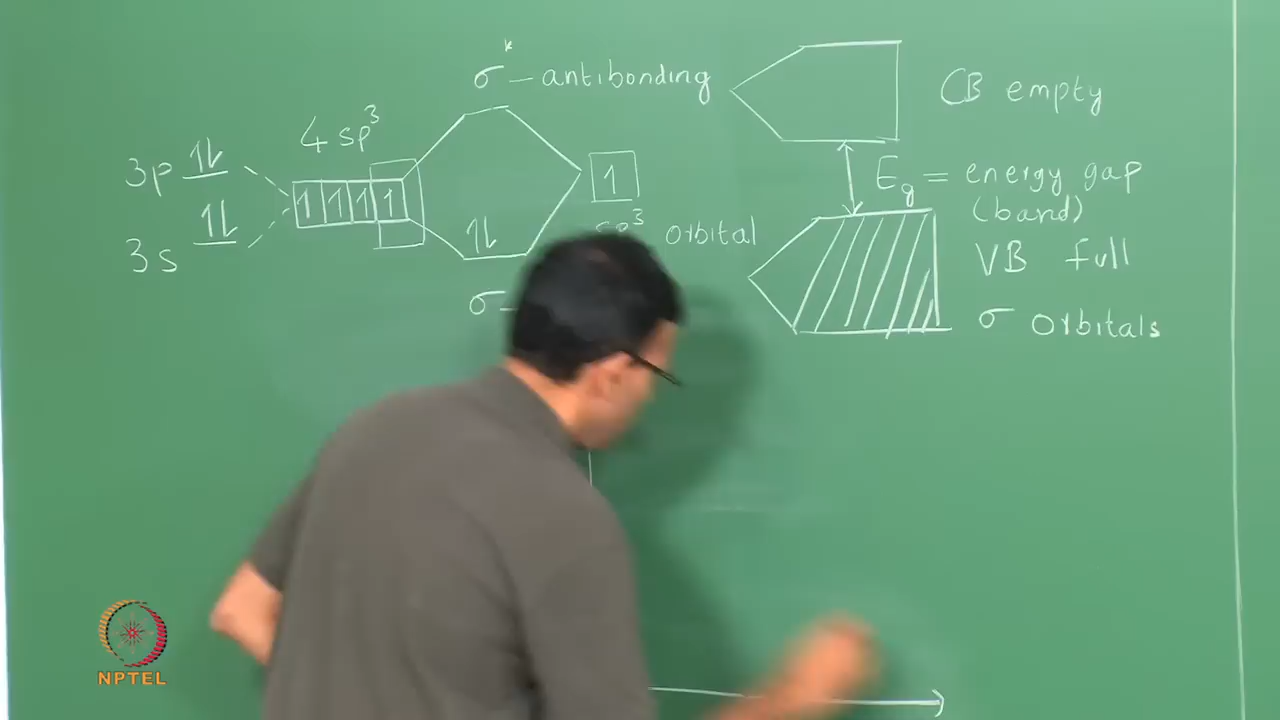 σ* – antibonding
CB empty
4 sp³
3p ⥮
1 1 1 1
1
Eg = energy gap
(band)
3s ⥮
⥮
sp³ orbital
VB full
σ –
σ orbitals
NPTEL